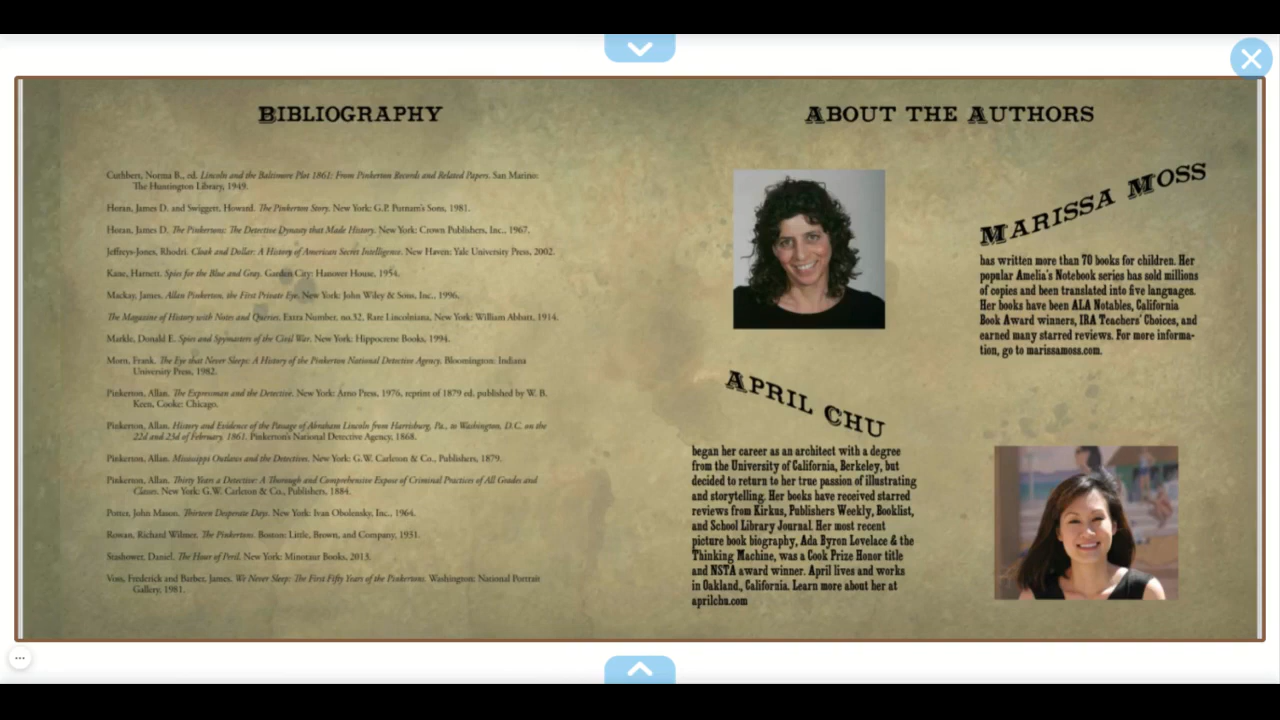 BIBLIOGRAPHY
Cuthbert, Norma B., ed. Lincoln and the Baltimore Plot 1861: From Pinkerton Records and Related Papers. San Marino:
The Huntington Library, 1949.
Horan, James D. and Swiggett, Howard. The Pinkerton Story. New York: G.P. Putnam's Sons, 1981.
Horan, James D. The Pinkertons: The Detective Dynasty that Made History. New York: Crown Publishers, Inc., 1967.
Jeffreys-Jones, Rhodri. Cloak and Dollar: A History of American Secret Intelligence. New Haven: Yale University Press, 2002.
Kane, Harnett. Spies for the Blue and Gray. Garden City: Hanover House, 1954.
Mackay, James. Allan Pinkerton, the First Private Eye. New York: John Wiley & Sons, Inc., 1996.
The Magazine of History with Notes and Queries, Extra Number, no.32, Rare Lincolniana, New York: William Abbatt, 1914.
Markle, Donald E. Spies and Spymasters of the Civil War. New York: Hippocrene Books, 1994.
Morn, Frank. The Eye that Never Sleeps: A History of the Pinkerton National Detective Agency. Bloomington: Indiana
University Press, 1982.
Pinkerton, Allan. The Expressman and the Detective. New York: Arno Press, 1976, reprint of 1879 ed. published by W. B.
Keen, Cooke: Chicago.
Pinkerton, Allan. History and Evidence of the Passage of Abraham Lincoln from Harrisburg, Pa., to Washington, D.C. on the
22d and 23d of February, 1861. Pinkerton's National Detective Agency, 1868.
Pinkerton, Allan. Mississippi Outlaws and the Detectives. New York: G.W. Carleton & Co., Publishers, 1879.
Pinkerton, Allan. Thirty Years a Detective: A Thorough and Comprehensive Expose of Criminal Practices of All Grades and
Classes. New York: G.W. Carleton & Co., Publishers, 1884.
Potter, John Mason. Thirteen Desperate Days. New York: Ivan Obolensky, Inc., 1964.
Rowan, Richard Wilmer. The Pinkertons. Boston: Little, Brown, and Company, 1931.
Stashower, Daniel. The Hour of Peril. New York: Minotaur Books, 2013.
Voss, Frederick and Barber, James. We Never Sleep: The First Fifty Years of the Pinkertons. Washington: National Portrait
Gallery, 1981.
ABOUT THE AUTHORS
MARISSA MOSS
has written more than 70 books for children. Her
popular Amelia's Notebook series has sold millions
of copies and been translated into five languages.
Her books have been ALA Notables, California
Book Award winners, IRA Teachers' Choices, and
earned many starred reviews. For more informa-
tion, go to marissamoss.com.
APRIL CHU
began her career as an architect with a degree
from the University of California, Berkeley, but
decided to return to her true passion of illustrating
and storytelling. Her books have received starred
reviews from Kirkus, Publishers Weekly, Booklist,
and School Library Journal. Her most recent
picture book biography, Ada Byron Lovelace & the
Thinking Machine, was a Cook Prize Honor title
and NSTA award winner. April lives and works
in Oakland., California. Learn more about her at
aprilchu.com